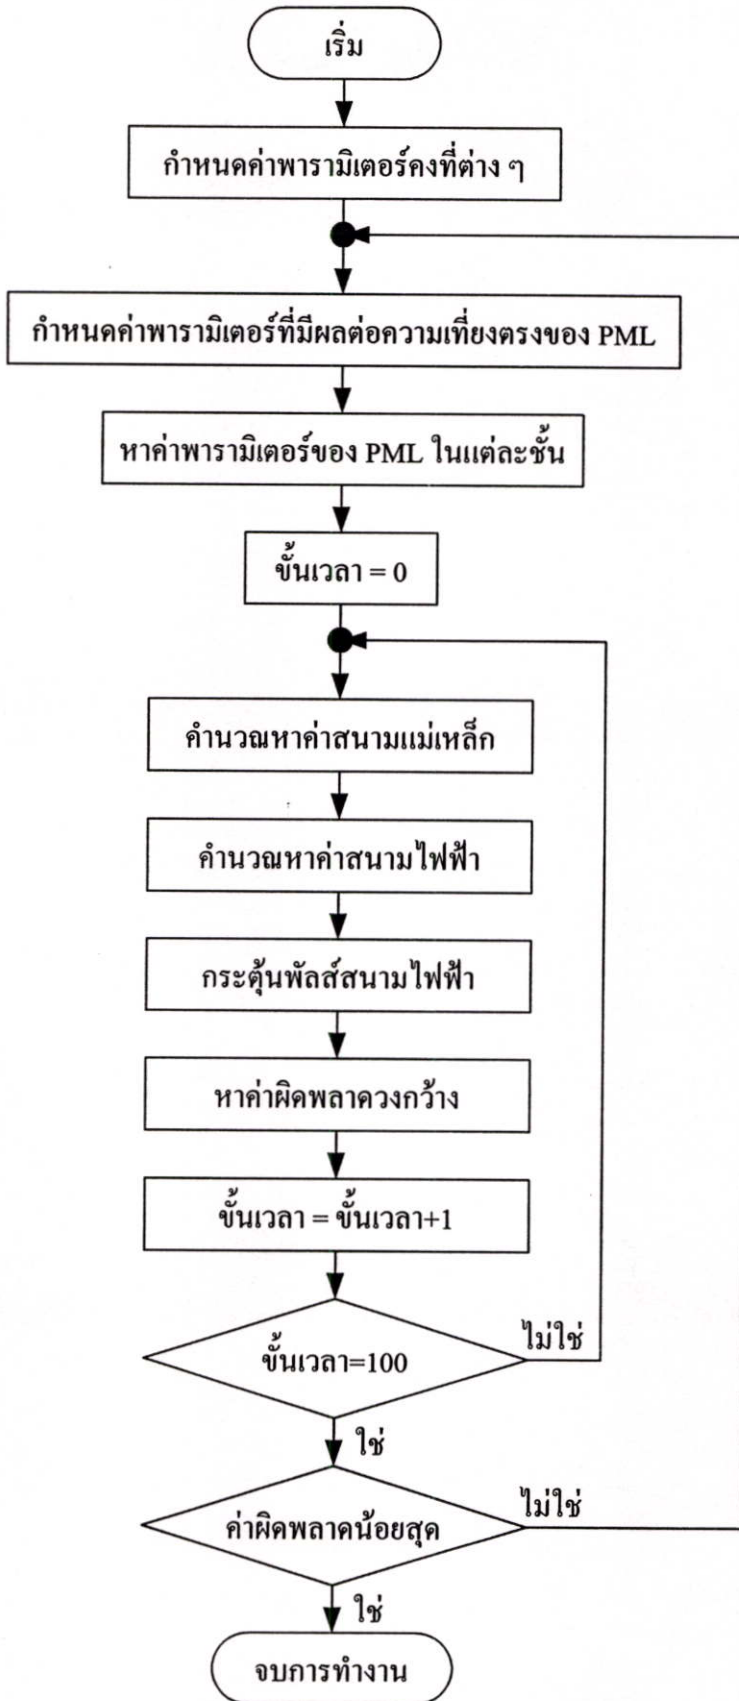 เริ่ม
กำหนดค่าพารามิเตอร์คงที่ต่าง ๆ
กำหนดค่าพารามิเตอร์ที่มีผลต่อความเที่ยงตรงของ PML
หาค่าพารามิเตอร์ของ PML ในแต่ละชั้น
ขั้นเวลา = 0
คำนวณหาค่าสนามแม่เหล็ก
คำนวณหาค่าสนามไฟฟ้า
กระตุ้นพัลส์สนามไฟฟ้า
หาค่าผิดพลาดวงกว้าง
ขั้นเวลา = ขั้นเวลา+1
ขั้นเวลา=100
ไม่ใช่
ใช่
ค่าผิดพลาดน้อยสุด
ไม่ใช่
ใช่
จบการทำงาน